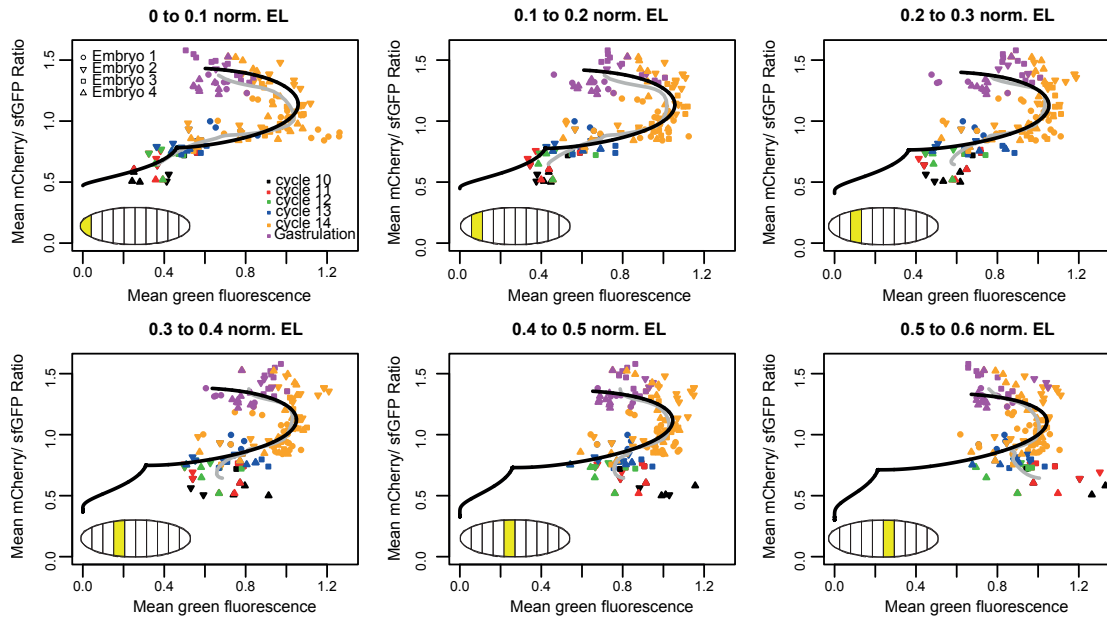 0 to 0.1 norm. EL
0.1 to 0.2 norm. EL
0.2 to 0.3 norm. EL
Mean mCherry/ sfGFP Ratio
0.0 0.5 1.0 1.5
Embryo 1
Embryo 2
Embryo 3
Embryo 4
cycle 10
cycle 11
cycle 12
cycle 13
cycle 14
Gastrulation
0.0 0.4 0.8 1.2
Mean green fluorescence
Mean mCherry/ sfGFP Ratio
0.0 0.5 1.0 1.5
0.0 0.4 0.8 1.2
Mean green fluorescence
Mean mCherry/ sfGFP Ratio
0.0 0.5 1.0 1.5
0.0 0.4 0.8 1.2
Mean green fluorescence
0.3 to 0.4 norm. EL
0.4 to 0.5 norm. EL
0.5 to 0.6 norm. EL
Mean mCherry/ sfGFP Ratio
0.0 0.5 1.0 1.5
0.0 0.4 0.8 1.2
Mean green fluorescence
Mean mCherry/ sfGFP Ratio
0.0 0.5 1.0 1.5
0.0 0.4 0.8 1.2
Mean green fluorescence
Mean mCherry/ sfGFP Ratio
0.0 0.5 1.0 1.5
0.0 0.4 0.8 1.2
Mean green fluorescence